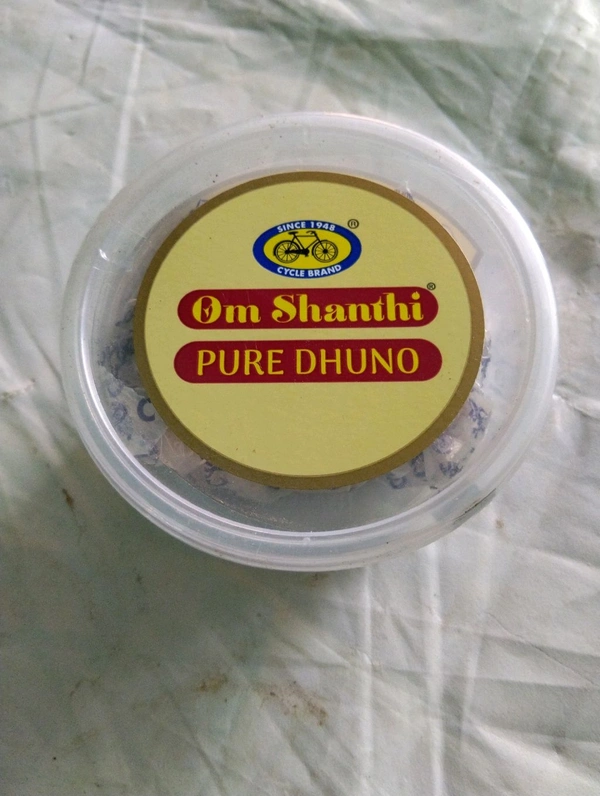 SINCE 1948
®
CYCLE BRAND
Om Shanthi®
PURE DHUNO